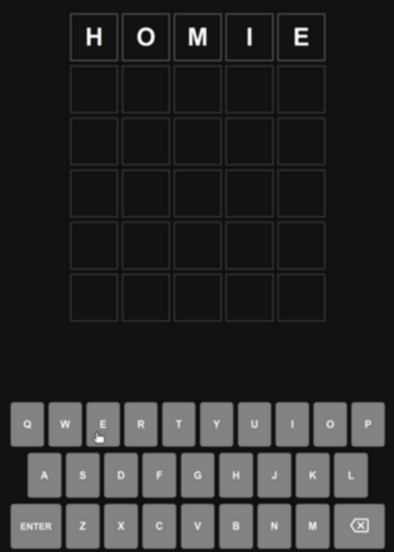 H O M I E
Q W E R T Y U I O P
A S D F G H J K L
ENTER Z X C V B N M